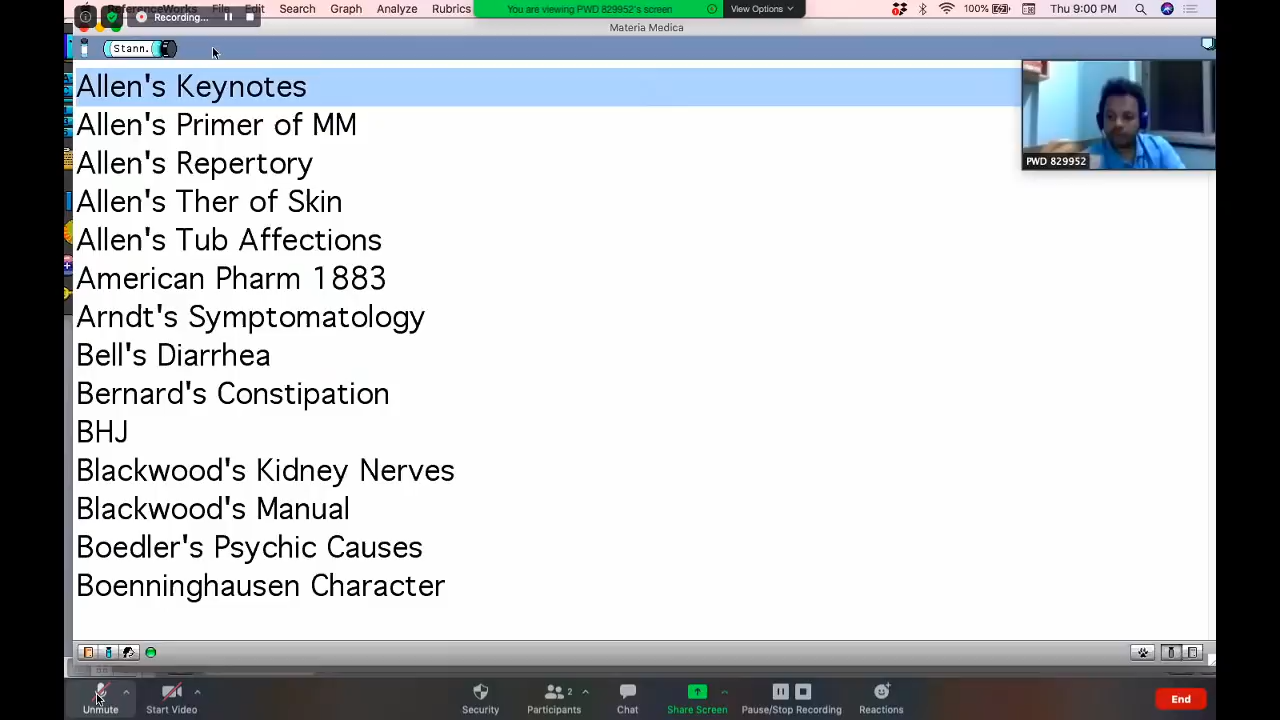 ReferenceWorks File Edit Search Graph Analyze Rubrics
Recording...
You are viewing PWD 829952's screen
View Options
100%
Thu 9:00 PM
Materia Medica
Stann.
Allen's Keynotes
Allen's Primer of MM
Allen's Repertory
Allen's Ther of Skin
Allen's Tub Affections
American Pharm 1883
Arndt's Symptomatology
Bell's Diarrhea
Bernard's Constipation
BHJ
Blackwood's Kidney Nerves
Blackwood's Manual
Boedler's Psychic Causes
Boenninghausen Character
PWD 829952
Unmute
Start Video
Security
2
Participants
Chat
Share Screen
Pause/Stop Recording
Reactions
End